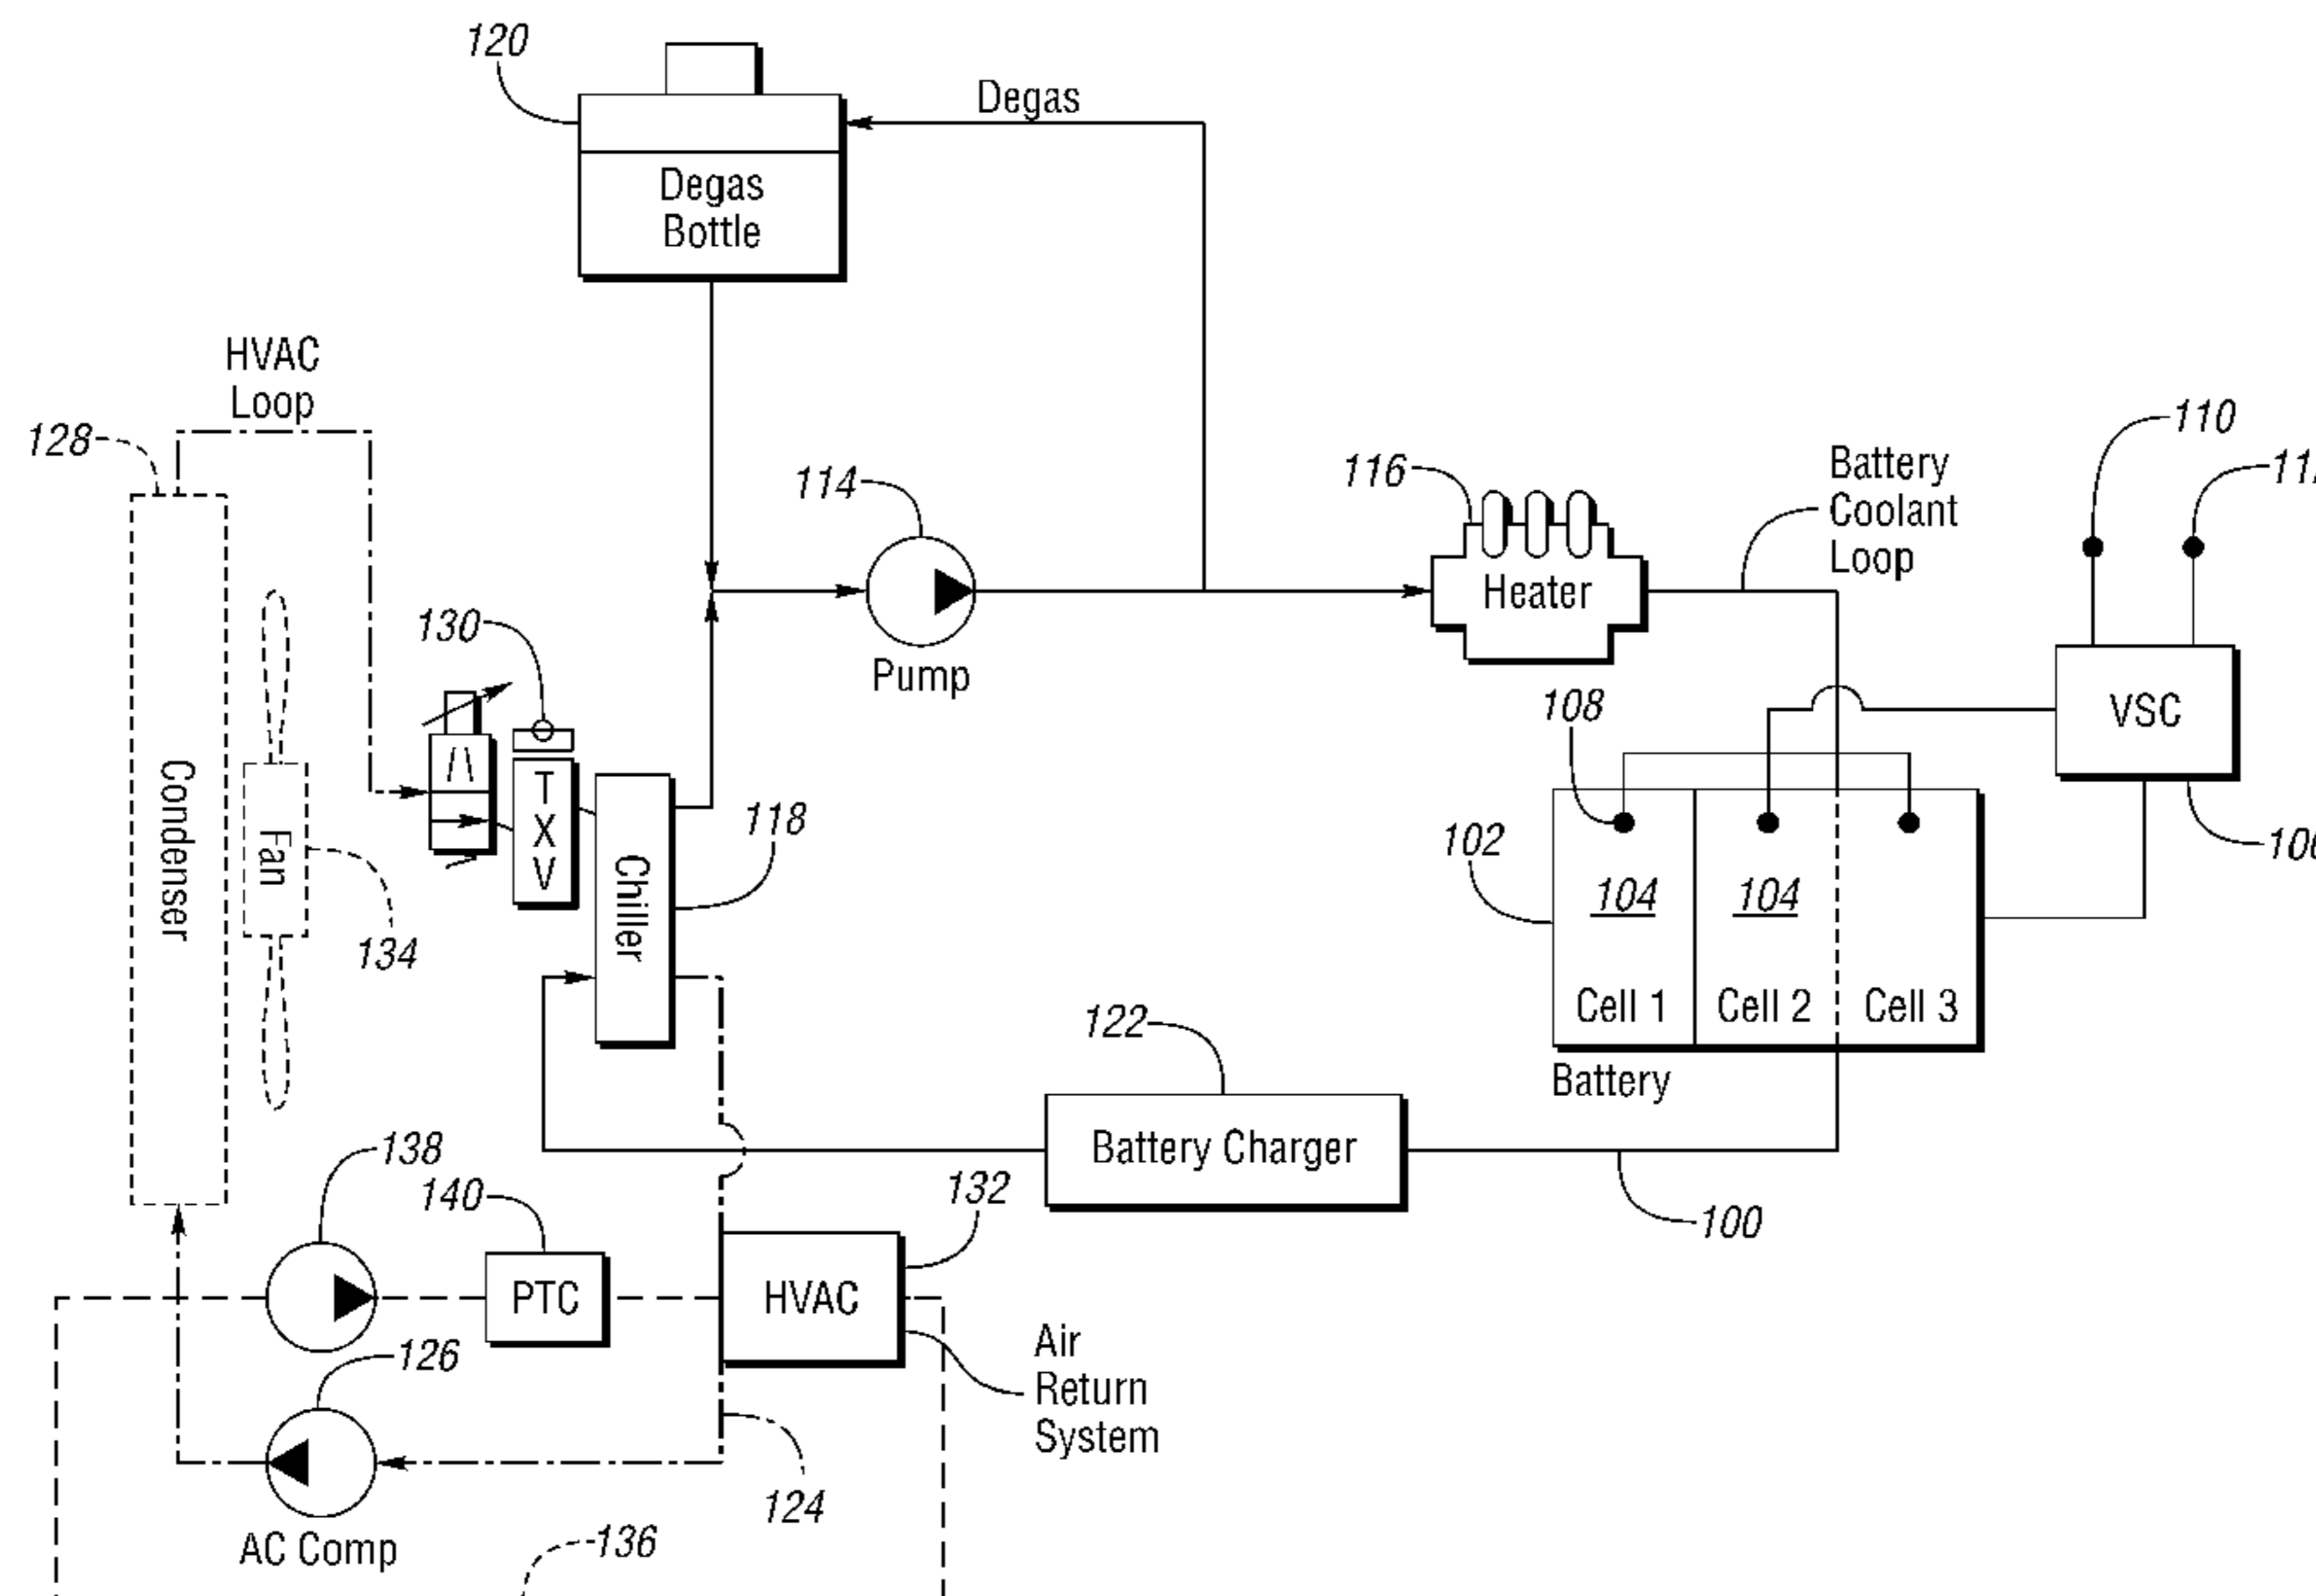 120
Degas
Degas
Bottle
HVAC
Loop
128
114
Pump
116
Heater
Battery
Coolant
Loop
110
130
T
X
V
Chiller
118
Condenser
Fan
134
108
VSC
102
104
104
Cell 1
Cell 2
Cell 3
Battery
122
Battery Charger
100
138
140
PTC
132
HVAC
Air
Return
System
126
AC Comp
124
136